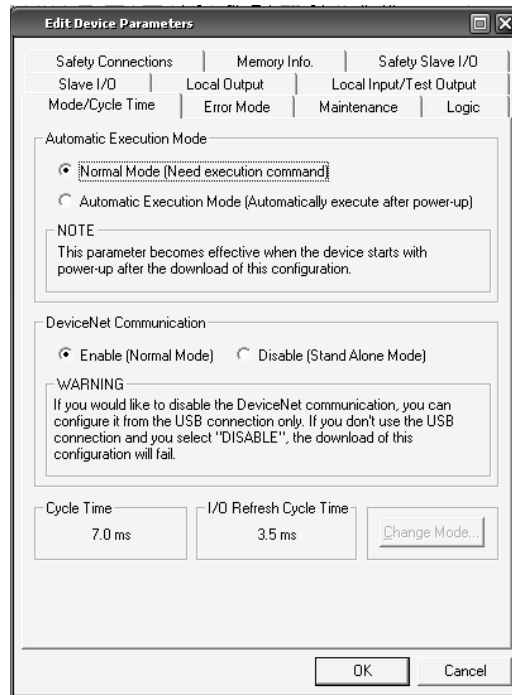 Edit Device Parameters
Safety Connections
Memory Info.
Safety Slave I/O
Slave I/O
Local Output
Local Input/Test Output
Mode/Cycle Time
Error Mode
Maintenance
Logic
Automatic Execution Mode
Normal Mode (Need execution command)
Automatic Execution Mode (Automatically execute after power-up)
NOTE
This parameter becomes effective when the device starts with
power-up after the download of this configuration.
DeviceNet Communication
Enable (Normal Mode)
Disable (Stand Alone Mode)
WARNING
If you would like to disable the DeviceNet communication, you can
configure it from the USB connection only. If you don't use the USB
connection and you select "DISABLE", the download of this
configuration will fail.
Cycle Time
7.0 ms
I/O Refresh Cycle Time
3.5 ms
Change Mode...
OK
Cancel